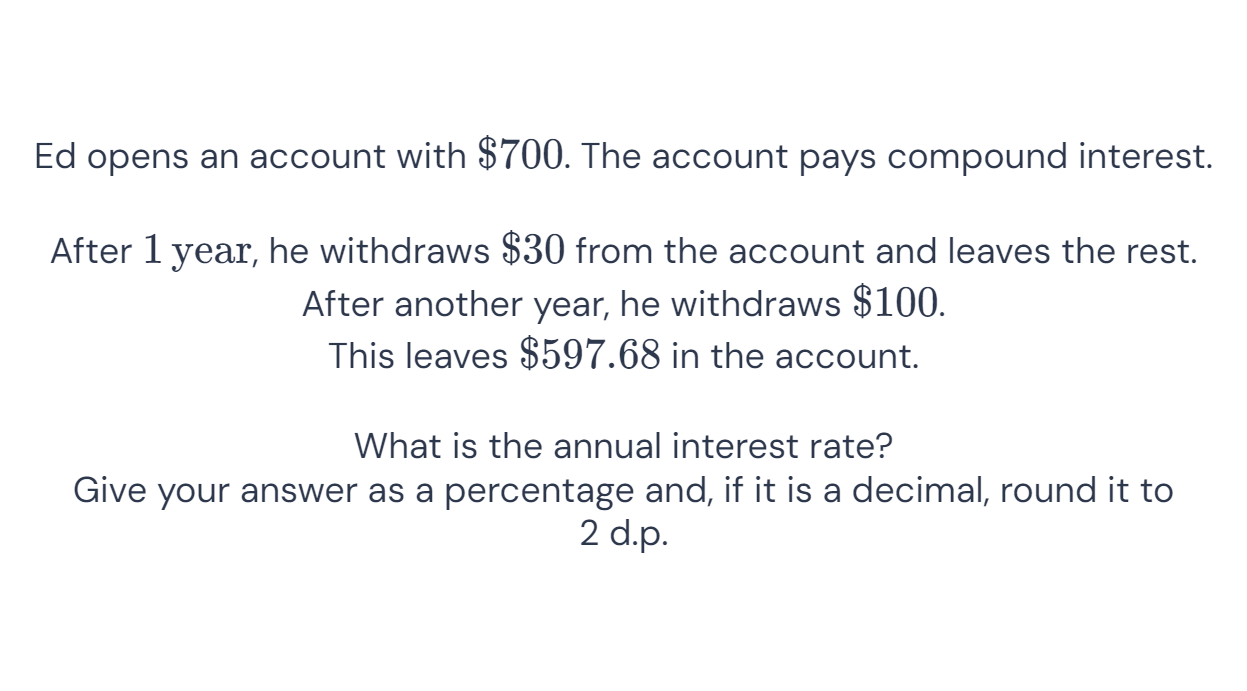 Ed opens an account with $700. The account pays compound interest.
After 1 year, he withdraws $30 from the account and leaves the rest.
After another year, he withdraws $100.
This leaves $597.68 in the account.
What is the annual interest rate?
Give your answer as a percentage and, if it is a decimal, round it to
2 d.p.